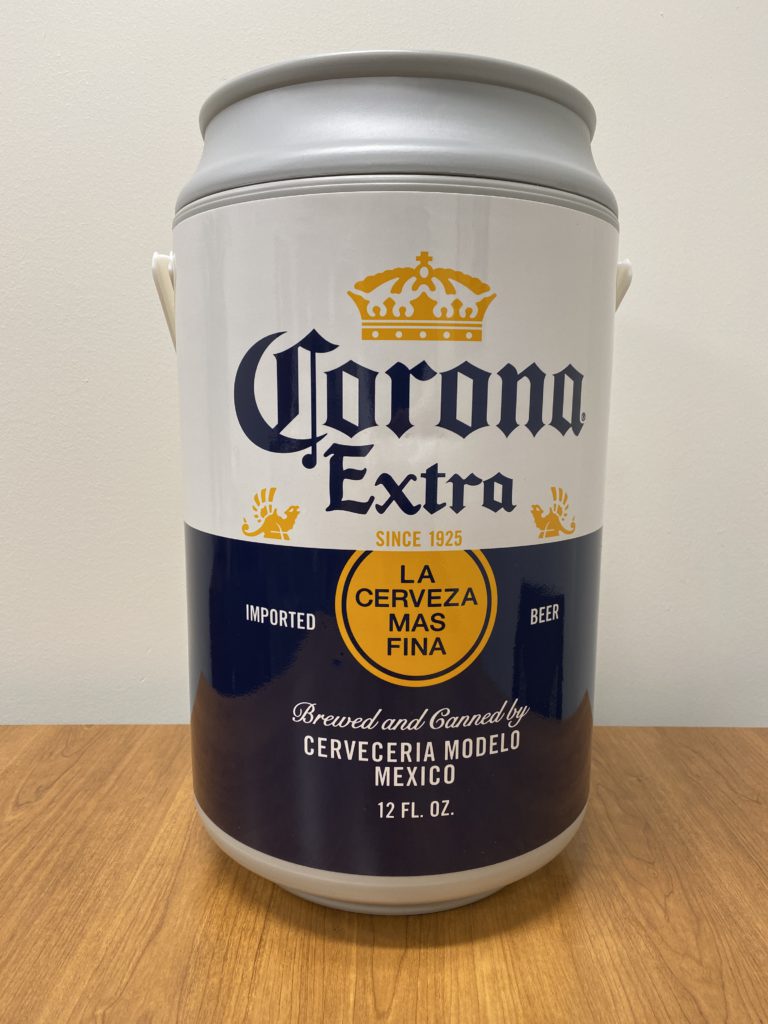 Corona®
Extra
SINCE 1925
LA
CERVEZA
MAS
FINA
IMPORTED
BEER
Brewed and Canned by
CERVECERIA MODELO
MEXICO
12 FL. OZ.